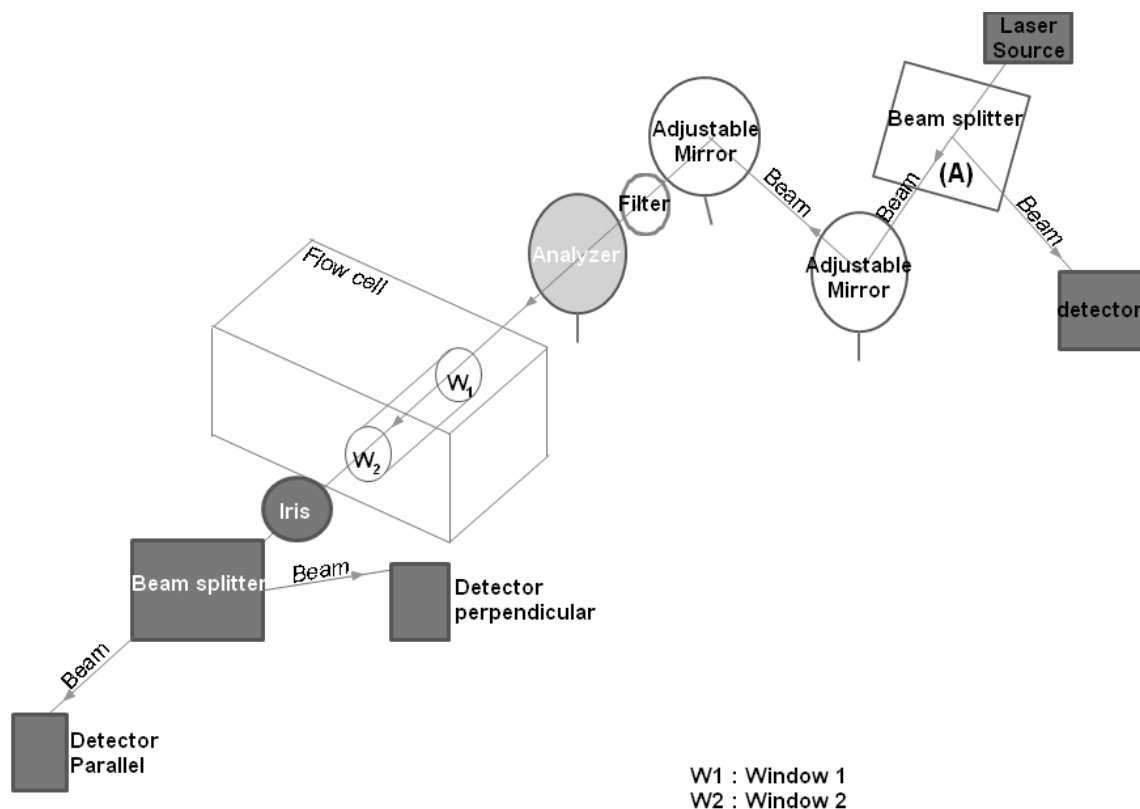 Laser
Source
Beam splitter
(A)
Beam
Beam
detector
Adjustable
Mirror
Beam
Adjustable
Mirror
Filter
Analyzer
Flow cell
W1
W2
Iris
Beam splitter
Beam
Detector
perpendicular
Beam
Detector
Parallel
W1 : Window 1
W2 : Window 2